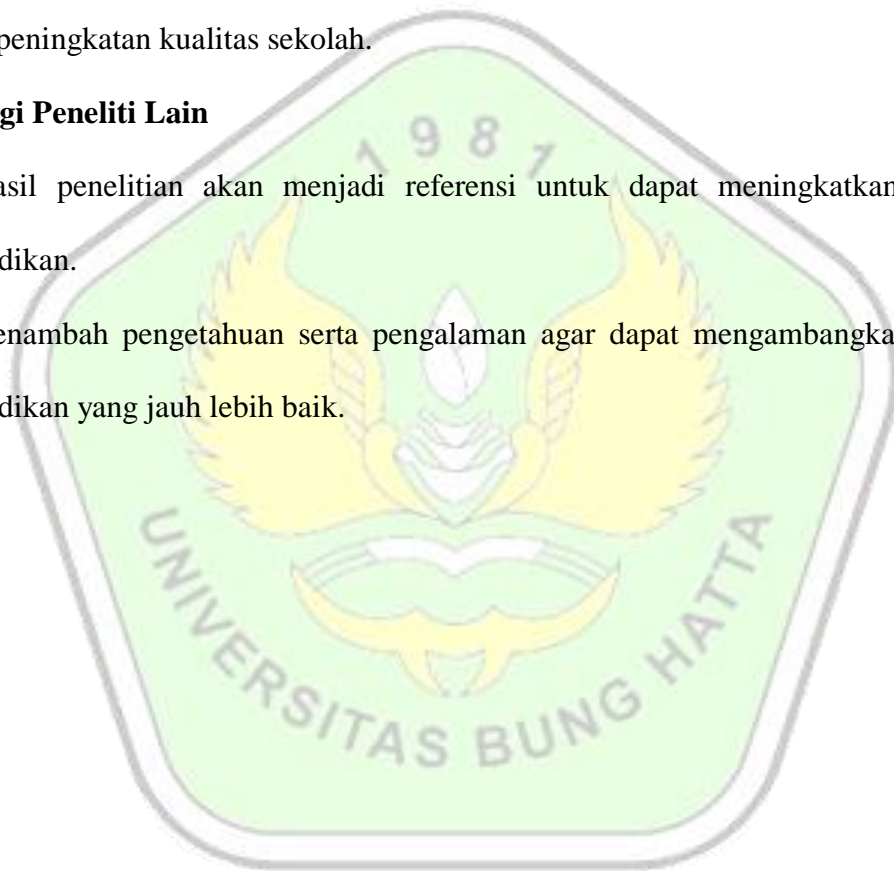 peningkatan kualitas sekolah.
gi Peneliti Lain
asil penelitian akan menjadi referensi untuk dapat meningkatkan
dikan.
enambah pengetahuan serta pengalaman agar dapat mengambangka
dikan yang jauh lebih baik.
1981
UNIVERSITAS BUNG HATTA